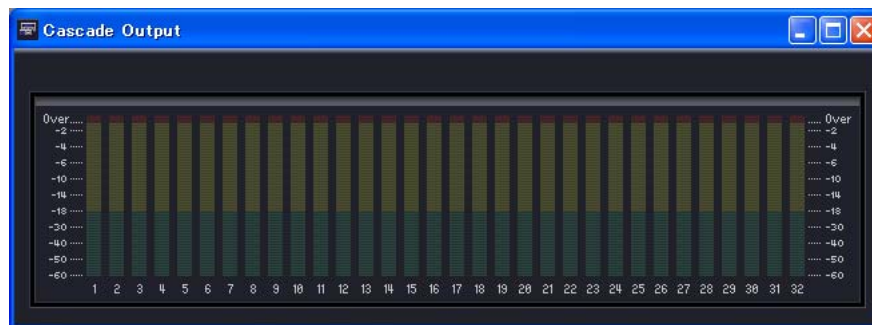 Cascade Output
Over..... ..... Over
-2 ..... ..... -2
-4 ..... ..... -4
-6 ..... ..... -6
-10 ..... ..... -10
-14 ..... ..... -14
-18 ..... ..... -18
-30 ..... ..... -30
-40 ..... ..... -40
-50 ..... ..... -50
-60 ..... ..... -60
1 2 3 4 5 6 7 8 9 10 11 12 13 14 15 16 17 18 19 20 21 22 23 24 25 26 27 28 29 30 31 32